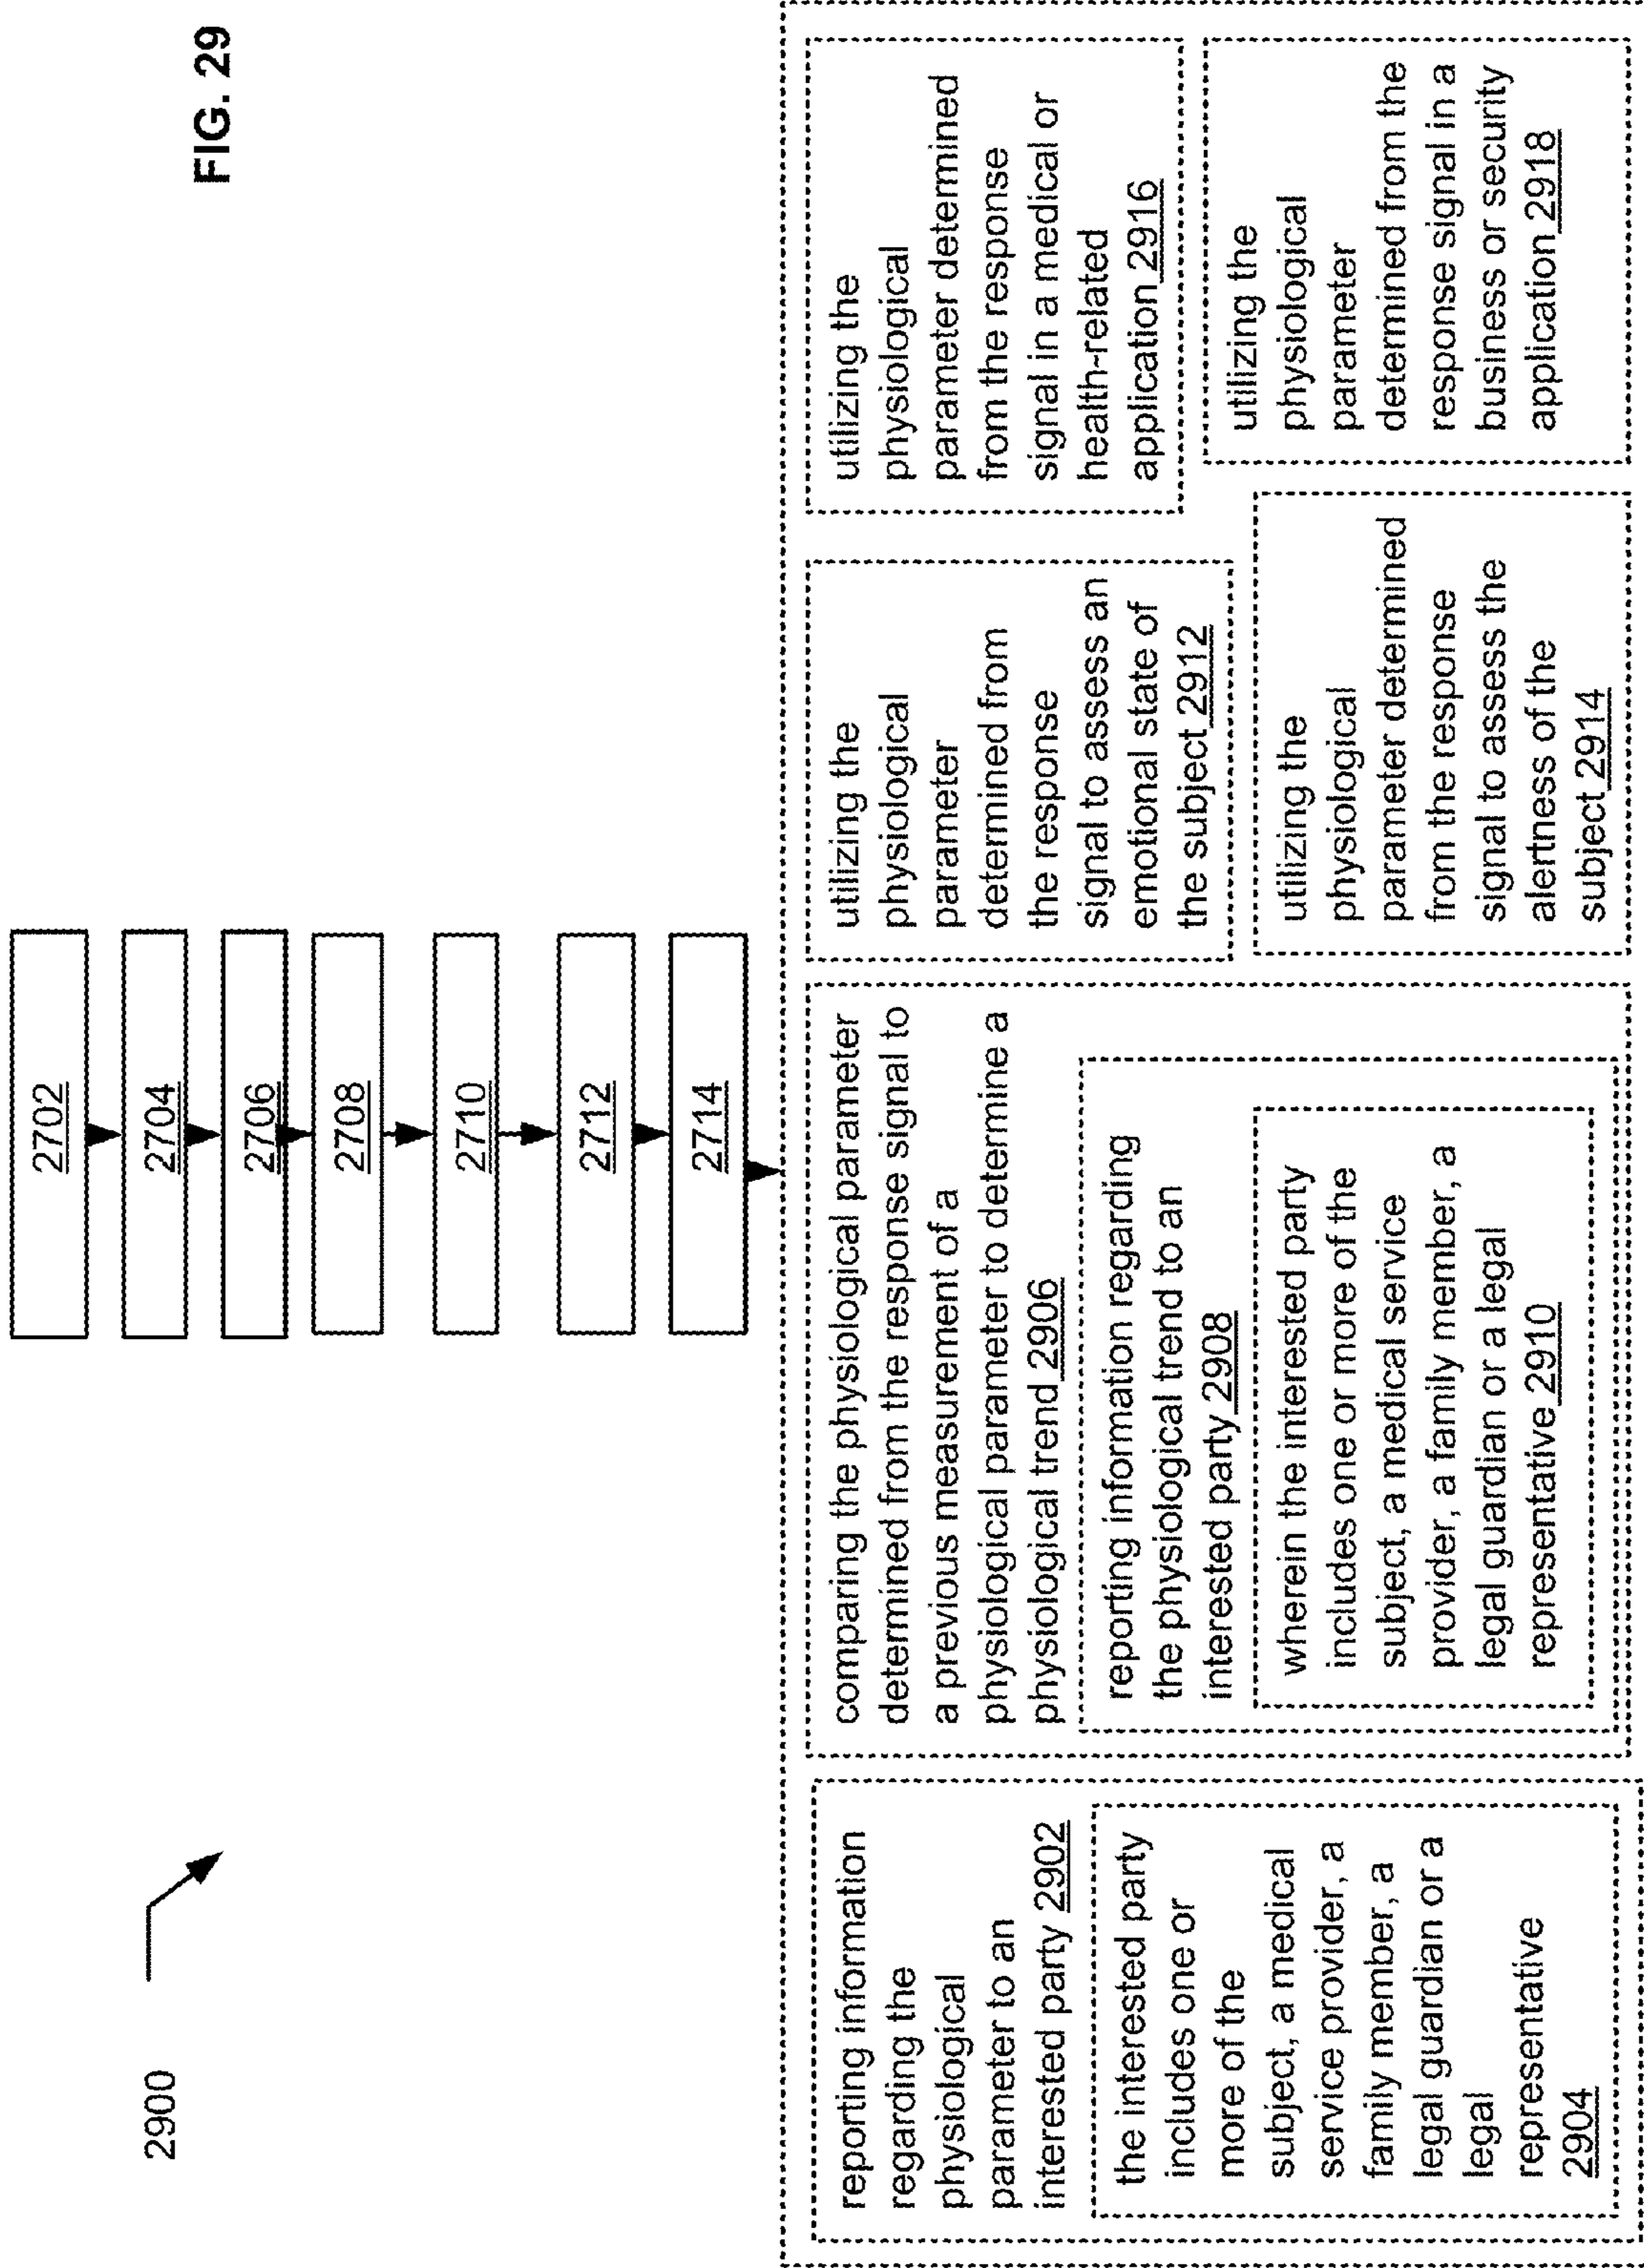 FIG. 29
2900
2702
2704
2706
2708
2710
2712
2714
reporting information
regarding the
physiological
parameter to an
interested party 2902
the interested party
includes one or
more of the
subject, a medical
service provider, a
family member, a
legal guardian or a
legal
representative
2904
comparing the physiological parameter
determined from the response signal to
a previous measurement of a
physiological parameter to determine a
physiological trend 2906
reporting information regarding
the physiological trend to an
interested party 2908
wherein the interested party
includes one or more of the
subject, a medical service
provider, a family member, a
legal guardian or a legal
representative 2910
utilizing the
physiological
parameter
determined from
the response
signal to assess an
emotional state of
the subject 2912
utilizing the
physiological
parameter determined
from the response
signal to assess the
alertness of the
subject 2914
utilizing the
physiological
parameter determined
from the response
signal in a medical or
health-related
application 2916
utilizing the
physiological
parameter
determined from the
response signal in a
business or security
application 2918